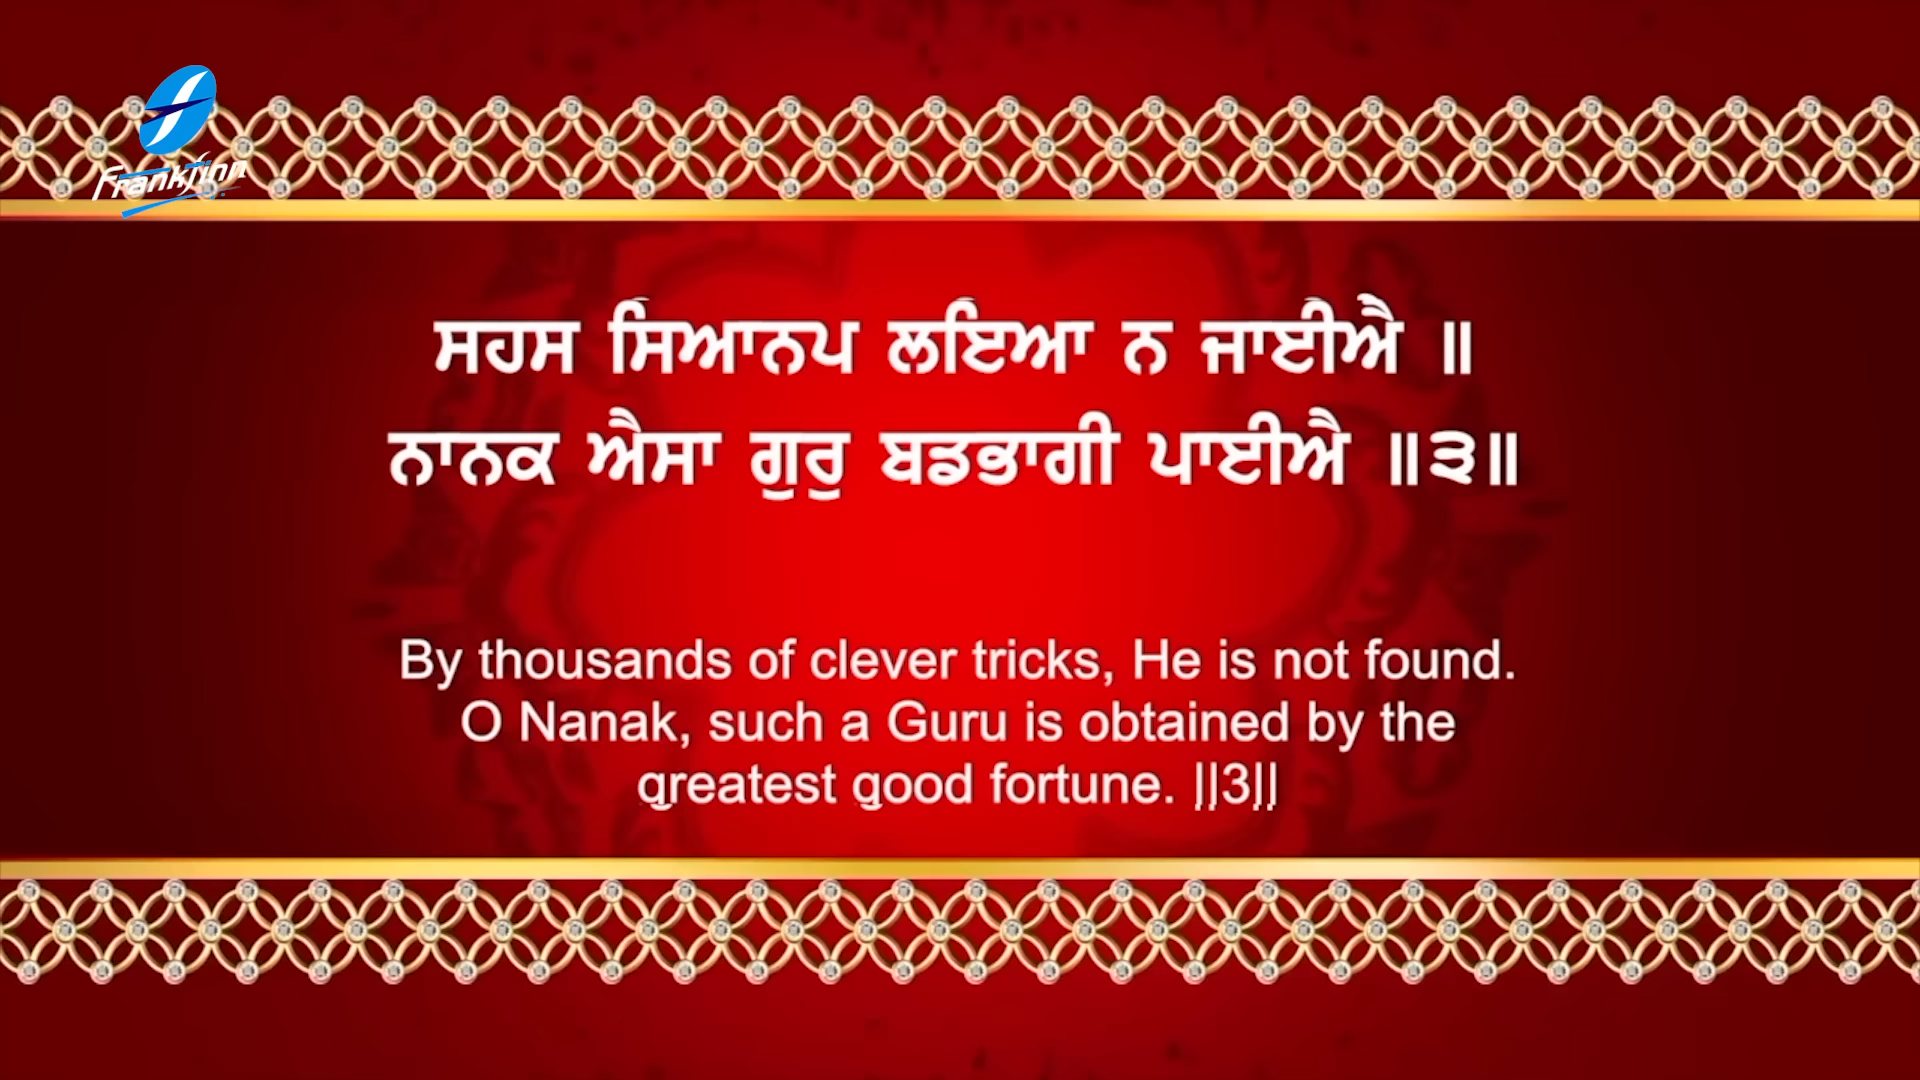 Frankfinn
ਸਹਸ ਸਿਆਨਪ ਲਇਆ ਨ ਜਾਈਐ ॥
ਨਾਨਕ ਐਸਾ ਗੁਰੁ ਬਡਭਾਗੀ ਪਾਈਐ ॥੩॥
By thousands of clever tricks, He is not found.
O Nanak, such a Guru is obtained by the
greatest good fortune. ||3||